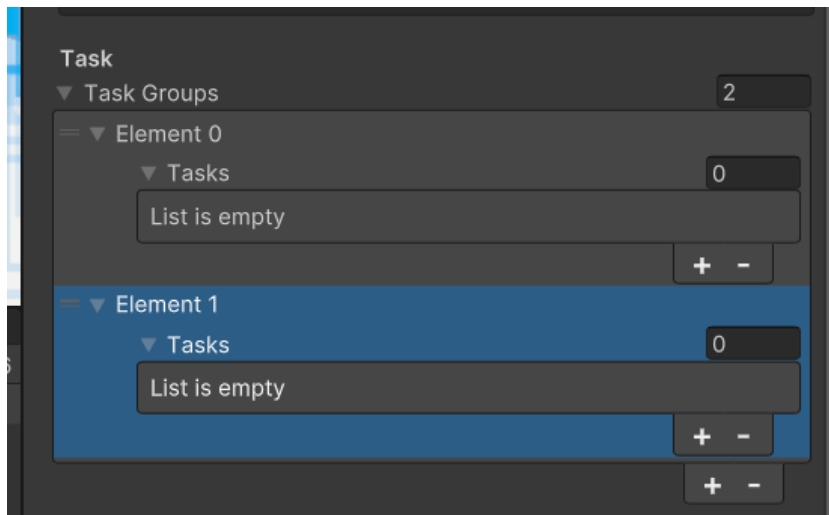 Task
Task Groups 2
Element 0
Tasks 0
List is empty
+ -
Element 1
Tasks 0
List is empty
+ -
+ -